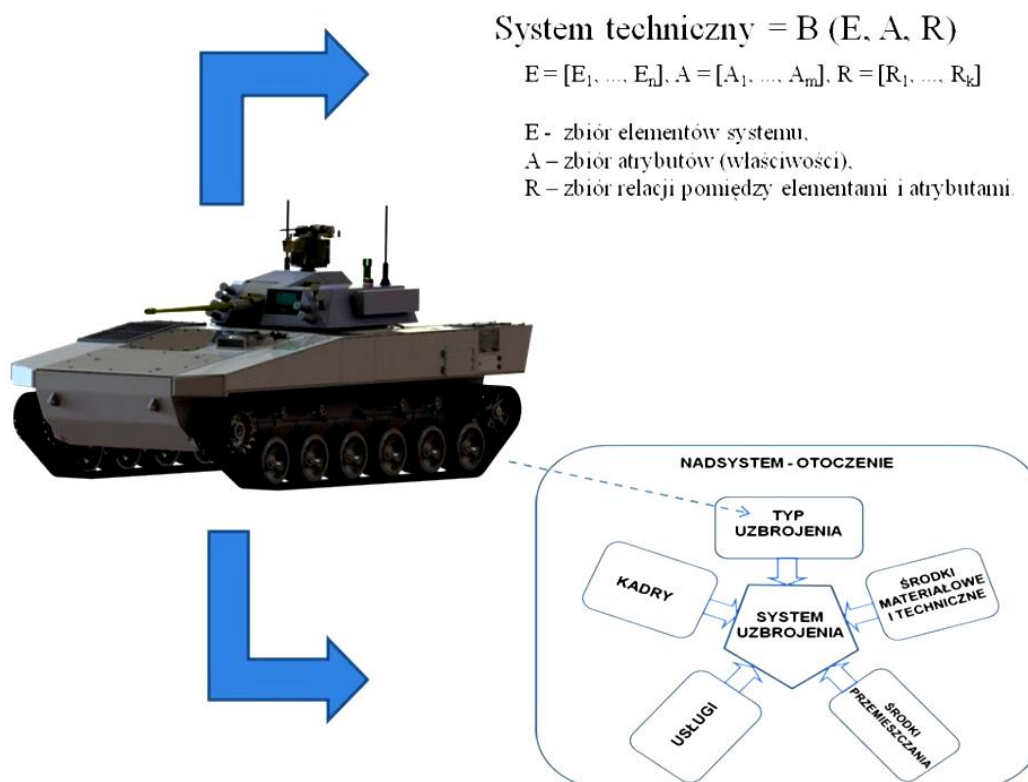 System techniczny = B (E, A, R)
E = [E₁, ..., Eₙ], A = [A₁, ..., Aₘ], R = [R₁, ..., Rₖ]
E - zbiór elementów systemu,
A – zbiór atrybutów (właściwości),
R – zbiór relacji pomiędzy elementami i atrybutami.
NADSYSTEM - OTOCZENIE
TYP
UZBROJENIA
KADRY
ŚRODKI
MATERIAŁOWE
I TECHNICZNE
SYSTEM
UZBROJENIA
USŁUGI
ŚRODKI
PRZEMIESZCZANIA